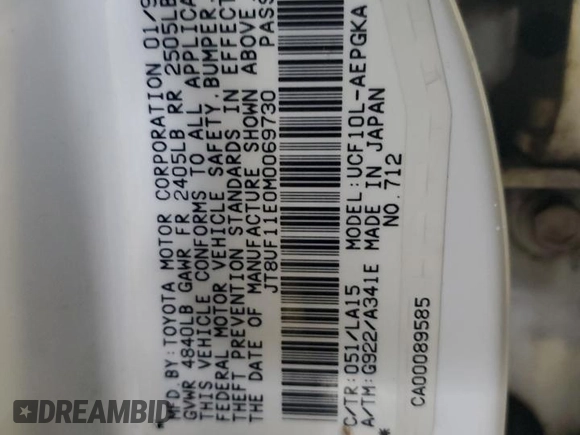 MFD.BY:TOYOTA MOTOR CORPORATION 01/9
GVWR 4840LB GAWR FR 2405LB RR 2505LB
THIS VEHICLE CONFORMS TO ALL APPLICA
FEDERAL MOTOR VEHICLE SAFETY,BUMPER,
THEFT PREVENTION STANDARDS IN EFFECT
THE DATE OF MANUFACTURE SHOWN ABOVE.
JT8UF11E0M0069730 PASS
C/TR:051/LA15 MODEL:UCF10L-AEPGKA
A/TM:G922/A341E MADE IN JAPAN
* NO.712
CA00089585
DREAMBID